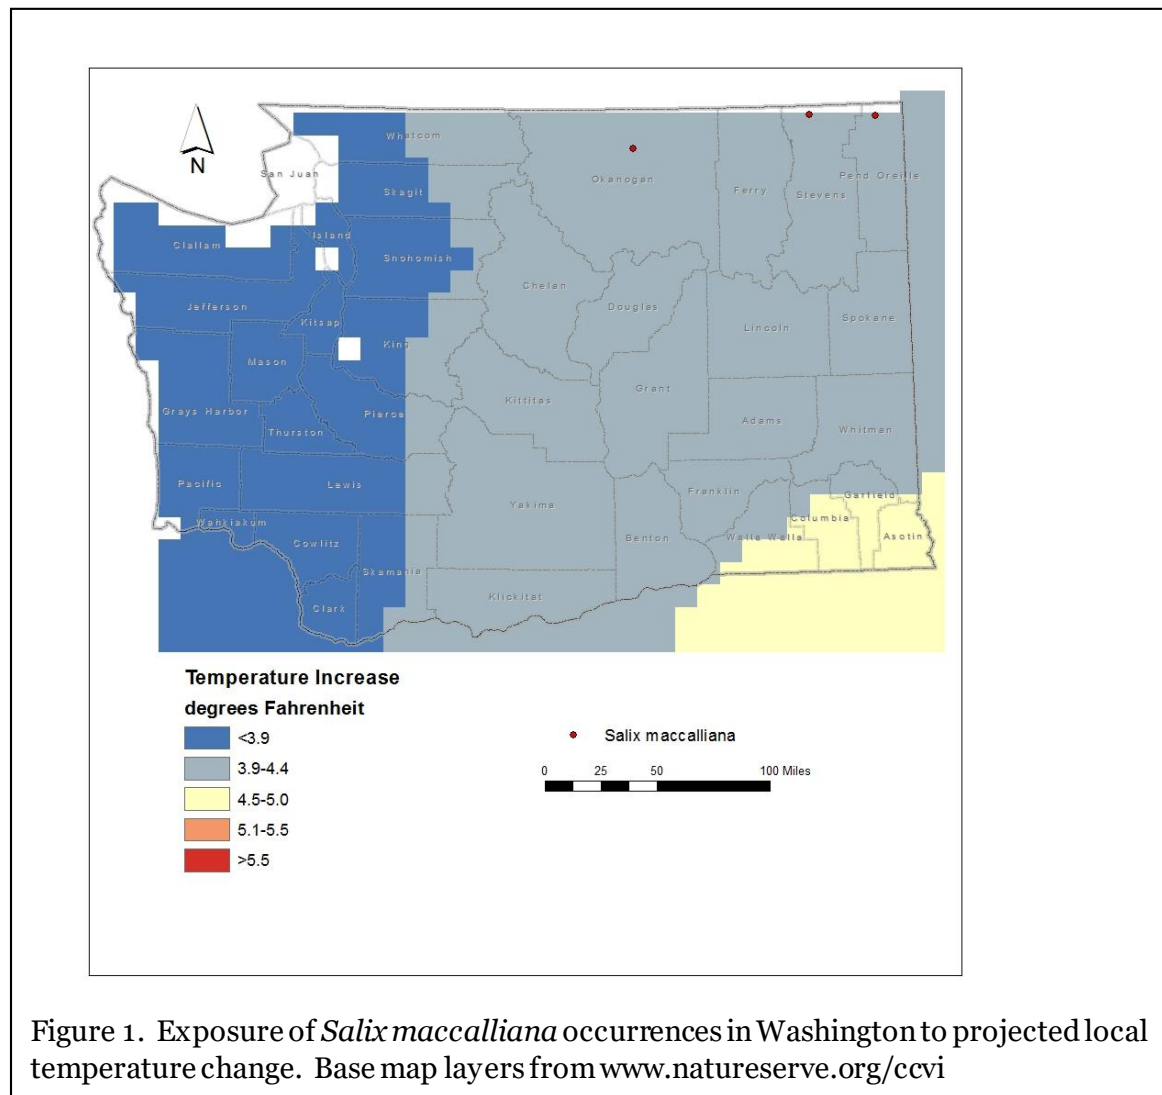 N
Whatcom
San Juan
Okanogan
Pend Oreille
Skagit
Ferry
Stevens
Island
Clallam
Snohomish
Chelan
Jefferson
Douglas
Kitsap
Spokane
Lincoln
King
Mason
Grant
Kittitas
Grays Harbor
Pierce
Adams
Whitman
Thurston
Pacific
Lewis
Franklin
Garfield
Yakima
Columbia
Wahkiakum
Walla Walla
Asotin
Benton
Cowlitz
Skamania
Klickitat
Clark
Temperature Increase
degrees Fahrenheit
<3.9
3.9-4.4
4.5-5.0
5.1-5.5
>5.5
Salix maccalliana
0 25 50 100 Miles
Figure 1. Exposure of Salix maccalliana occurrences in Washington to projected local
temperature change. Base map layers from www.natureserve.org/ccvi